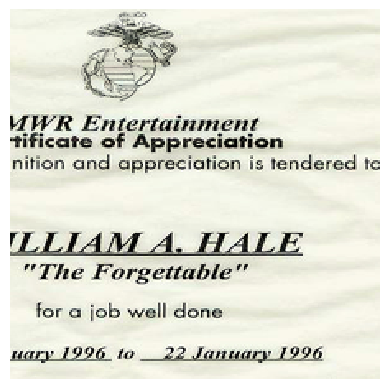 MWR Entertainment
rtificate of Appreciation
nition and appreciation is tendered to
ILLIAM A. HALE
"The Forgettable"
for a job well done
uary 1996 to 22 January 1996